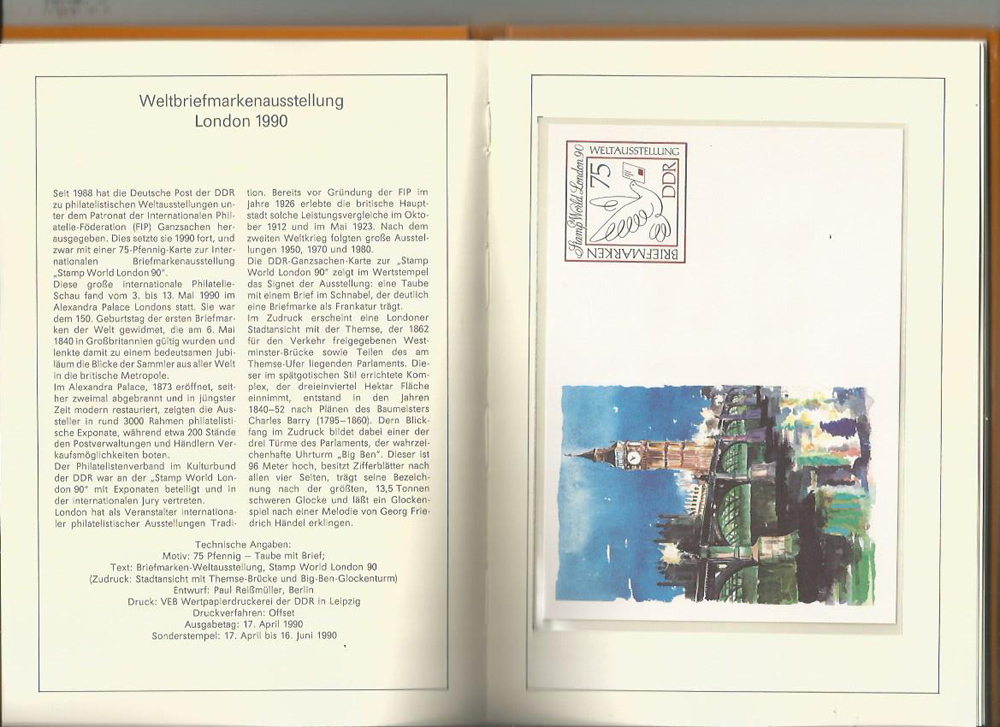 Weltbriefmarkenausstellung
London 1990
Seit 1988 hat die Deutsche Post der DDR
zu philatelistischen Weltausstellungen un-
ter dem Patronat der Internationalen Phil-
atelie-Föderation (FIP) Ganzsachen her-
ausgegeben. Dies setzte sie 1990 fort, und
zwar mit einer 75-Pfennig-Karte zur Inter-
nationalen Briefmarkenausstellung
„Stamp World London 90“.
Diese große internationale Philatelie-
Schau fand vom 3. bis 13. Mai 1990 im
Alexandra Palace Londons statt. Sie war
dem 150. Geburtstag der ersten Briefmar-
ken der Welt gewidmet, die am 6. Mai
1840 in Großbritannien gültig wurden und
lenkte damit zu einem bedeutsamen Jubi-
läum die Blicke der Sammler aus aller Welt
in die britische Metropole.
Im Alexandra Palace, 1873 eröffnet, seit-
her zweimal abgebrannt und in jüngster
Zeit modern restauriert, zeigten die Aus-
steller in rund 3000 Rahmen philatelisti-
sche Exponate, während etwa 200 Stände
den Postverwaltungen und Händlern Ver-
kaufsmöglichkeiten boten.
Der Philatelistenverband im Kulturbund
der DDR war an der „Stamp World Lon-
don 90“ mit Exponaten beteiligt und in
der internationalen Jury vertreten.
London hat als Veranstalter internationa-
ler philatelistischer Ausstellungen Tradi-
tion. Bereits vor Gründung der FIP im
Jahre 1926 erlebte die britische Haupt-
stadt solche Leistungsvergleiche im Okto-
ber 1912 und im Mai 1923. Nach dem
zweiten Weltkrieg folgten große Ausstel-
lungen 1950, 1970 und 1980.
Die DDR-Ganzsachen-Karte zur „Stamp
World London 90“ zeigt im Wertstempel
das Signet der Ausstellung: eine Taube
mit einem Brief im Schnabel, der deutlich
eine Briefmarke als Frankatur trägt.
Im Zudruck erscheint eine Londoner
Stadtansicht mit der Themse, der 1862
für den Verkehr freigegebenen West-
minster-Brücke sowie Teilen des am
Themse-Ufer liegenden Parlaments. Die-
ser im spätgotischen Stil errichtete Kom-
plex, der dreieinviertel Hektar Fläche
einnimmt, entstand in den Jahren
1840–52 nach Plänen des Baumeisters
Charles Barry (1795–1860). Dern Blick-
fang im Zudruck bildet dabei einer der
drei Türme des Parlaments, der wahrzei-
chenhafte Uhrturm „Big Ben“. Dieser ist
96 Meter hoch, besitzt Zifferblätter nach
allen vier Seiten, trägt seine Bezeich-
nung nach der größten, 13,5 Tonnen
schweren Glocke und läßt ein Glocken-
spiel nach einer Melodie von Georg Frie-
drich Händel erklingen.
Technische Angaben:
Motiv: 75 Pfennig – Taube mit Brief;
Text: Briefmarken-Weltausstellung, Stamp World London 90
(Zudruck: Stadtansicht mit Themse-Brücke und Big-Ben-Glockenturm)
Entwurf: Paul Reißmüller, Berlin
Druck: VEB Wertpapierdruckerei der DDR in Leipzig
Druckverfahren: Offset
Ausgabetag: 17. April 1990
Sonderstempel: 17. April bis 16. Juni 1990
Stamp World London 90
WELTAUSSTELLUNG
75
DDR
BRIEFMARKEN